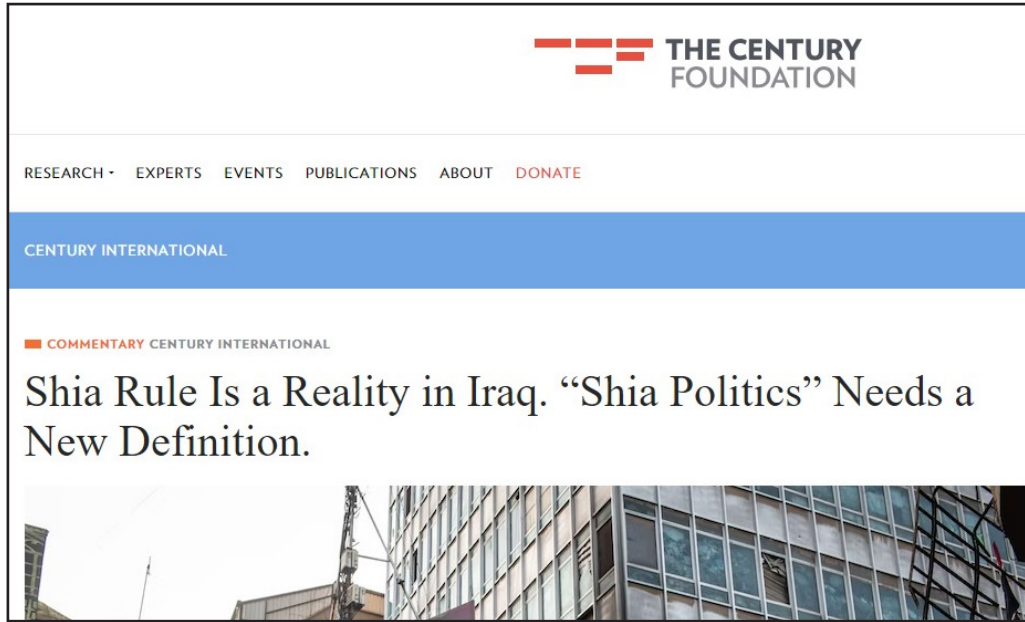 THE CENTURY
FOUNDATION
RESEARCH EXPERTS EVENTS PUBLICATIONS ABOUT DONATE
CENTURY INTERNATIONAL
COMMENTARY CENTURY INTERNATIONAL
Shia Rule Is a Reality in Iraq. “Shia Politics” Needs a
New Definition.